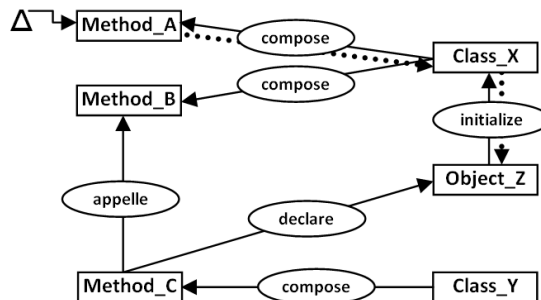 Δ
Method_A
compose
Class_X
compose
Method_B
initialize
Object_Z
appelle
declare
Method_C
compose
Class_Y